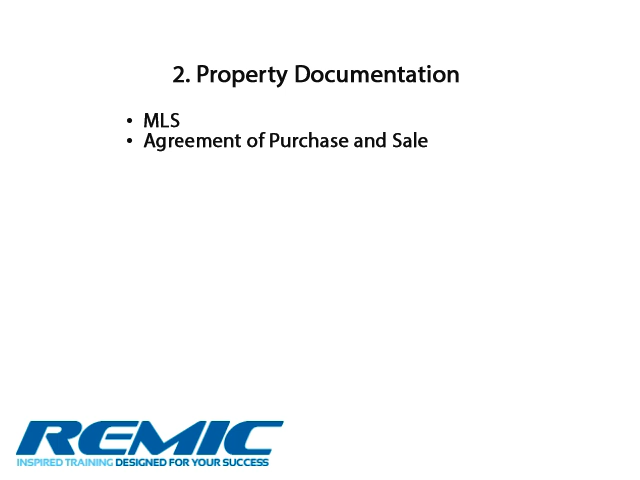 2. Property Documentation
• MLS
• Agreement of Purchase and Sale
REMIC
INSPIRED TRAINING DESIGNED FOR YOUR SUCCESS